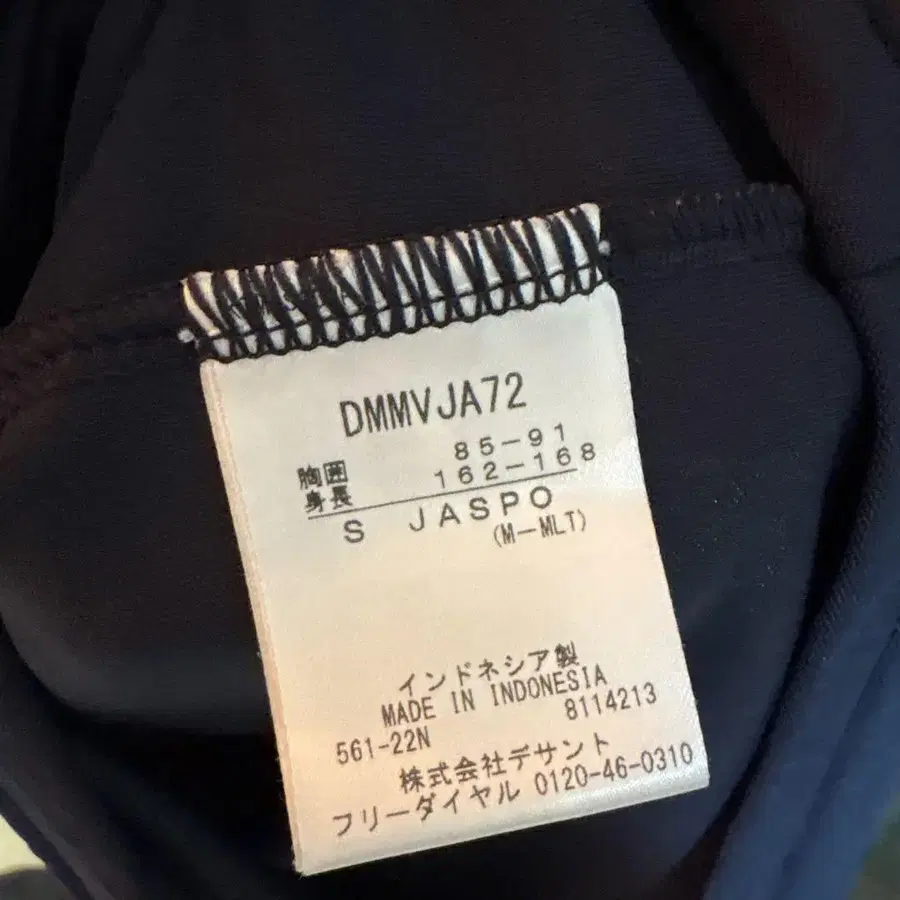 DMMVJA72
胸囲 85-91
身長 162-168
S JASPO
(M-MLT)
インドネシア製
MADE IN INDONESIA
561-22N 8114213
株式会社デサント
フリーダイヤル 0120-46-0310